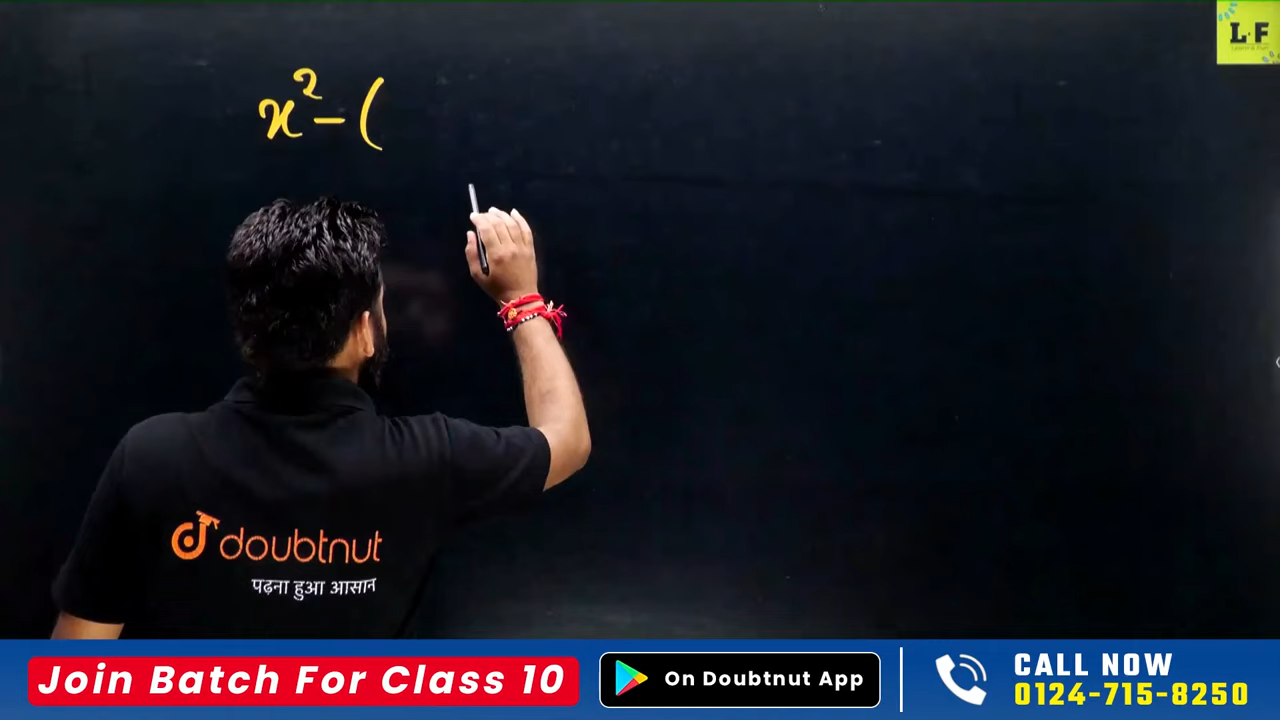 L·F
x² - (
doubtnut
पढ़ना हुआ आसान
Join Batch For Class 10
On Doubtnut App
CALL NOW
0124-715-8250